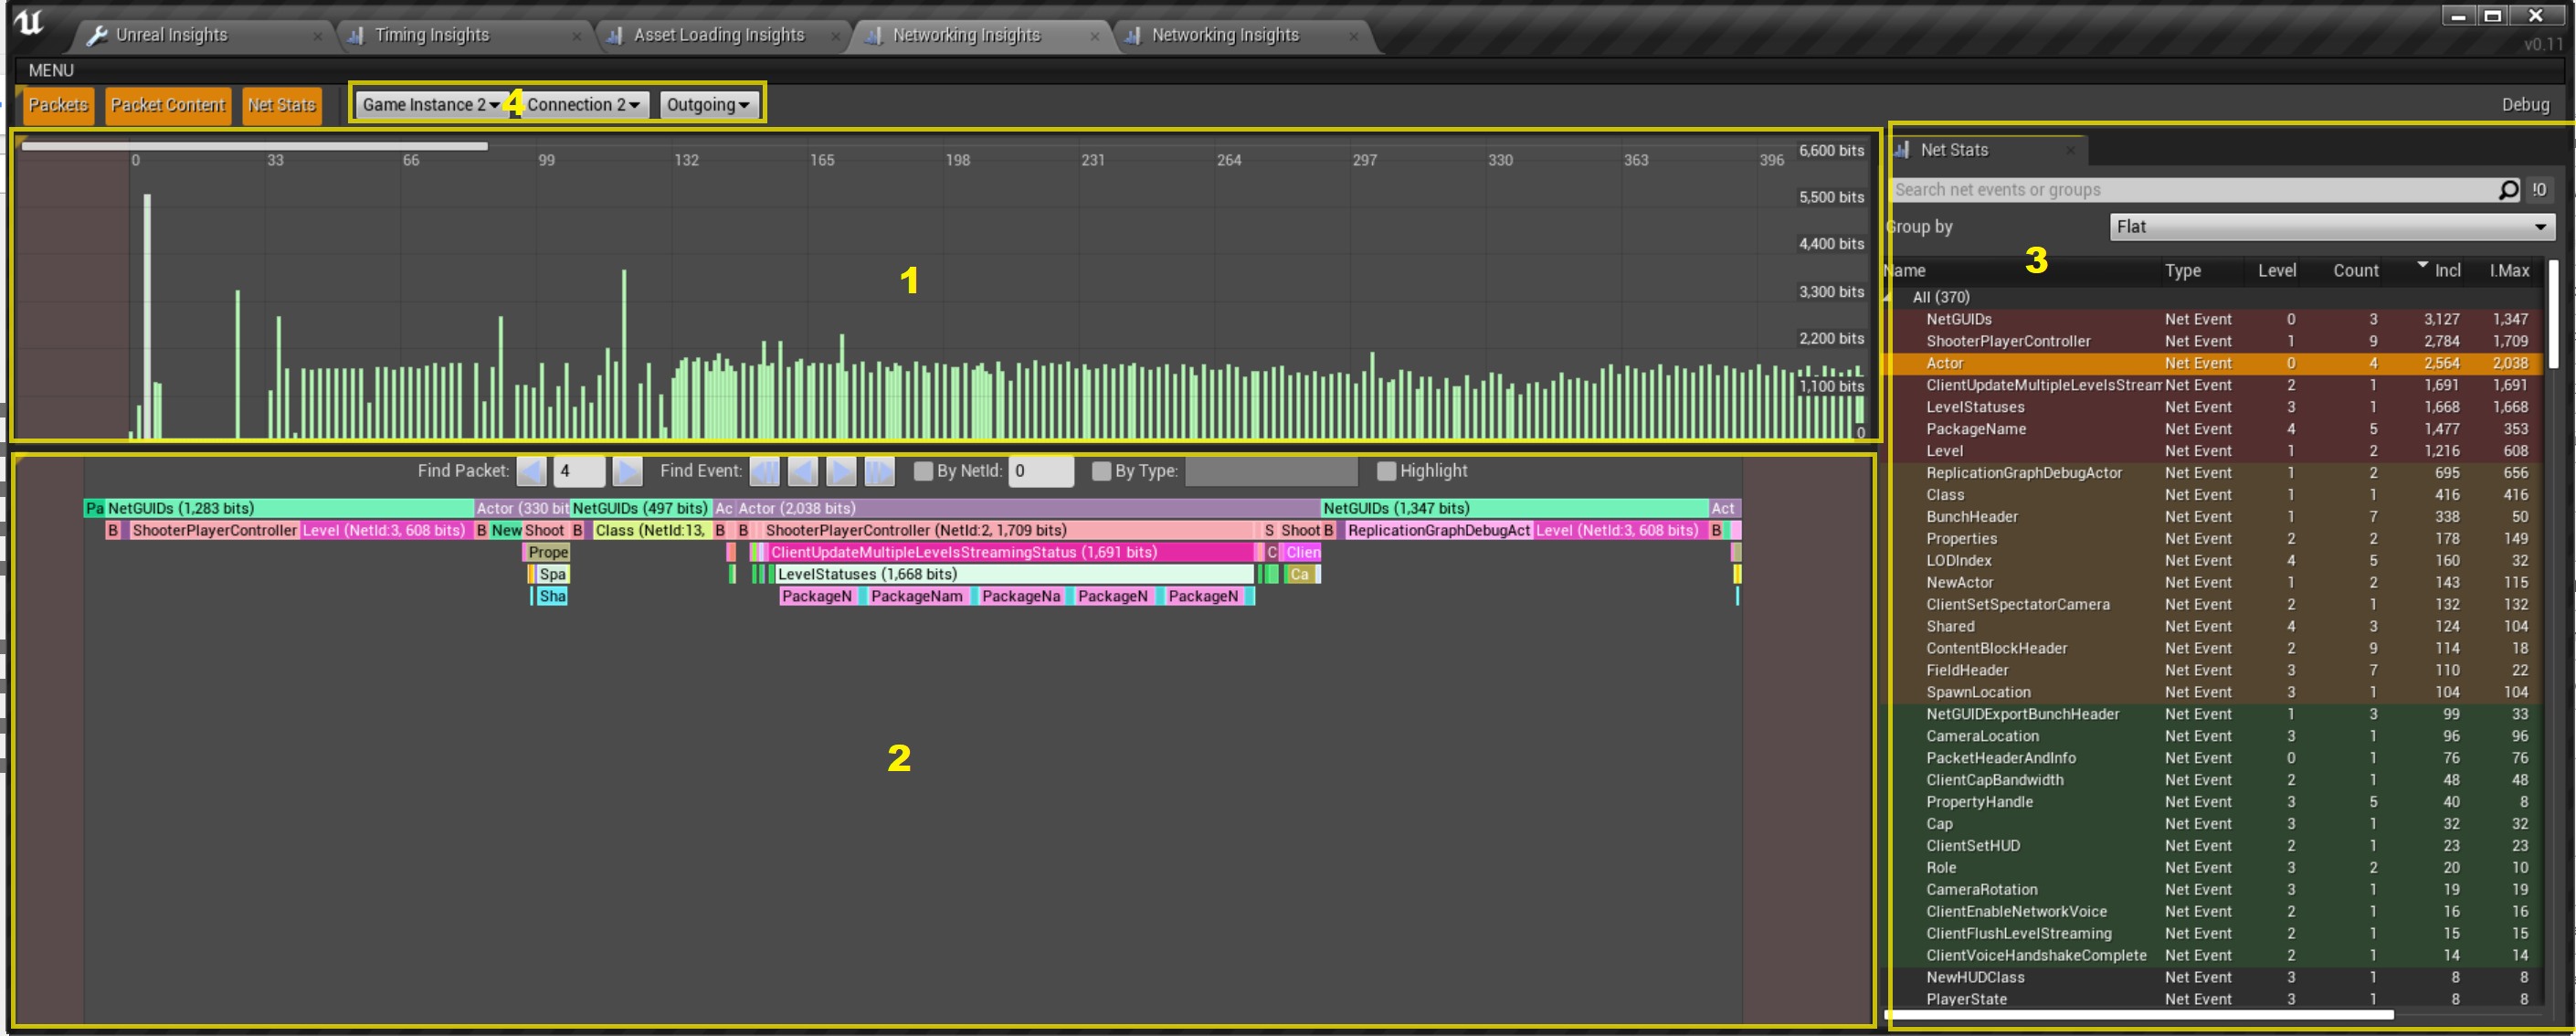 Unreal Insights Timing Insights Asset Loading Insights Networking Insights Networking Insights
v0.11
MENU
Packets Packet Content Net Stats Game Instance 2 4 Connection 2 Outgoing Debug
0 33 66 99 132 165 198 231 264 297 330 363 396
6,600 bits
5,500 bits
4,400 bits
3,300 bits
2,200 bits
1,100 bits
0
1
Find Packet: 4 Find Event: By NetId: 0 By Type: Highlight
Pa NetGUIDs (1,283 bits) Actor (330 bit NetGUIDs (497 bits) Ac Actor (2,038 bits) NetGUIDs (1,347 bits) Act
B ShooterPlayerController Level (NetId:3, 608 bits) B New Shoot B Class (NetId:13, B B ShooterPlayerController (NetId:2, 1,709 bits) S Shoot B ReplicationGraphDebugAct Level (NetId:3, 608 bits) B
Prope ClientUpdateMultipleLevelsStreamingStatus (1,691 bits) C Clien
Spa LevelStatuses (1,668 bits) Ca
Sha PackageN PackageNam PackageNa PackageN PackageN
2
Net Stats
Search net events or groups !0
Group by Flat
3
Name Type Level Count Incl I.Max
All (370)
NetGUIDs Net Event 0 3 3,127 1,347
ShooterPlayerController Net Event 1 9 2,784 1,709
Actor Net Event 0 4 2,564 2,038
ClientUpdateMultipleLevelsStream Net Event 2 1 1,691 1,691
LevelStatuses Net Event 3 1 1,668 1,668
PackageName Net Event 4 5 1,477 353
Level Net Event 1 2 1,216 608
ReplicationGraphDebugActor Net Event 1 2 695 656
Class Net Event 1 1 416 416
BunchHeader Net Event 1 7 338 50
Properties Net Event 2 2 178 149
LODIndex Net Event 4 5 160 32
NewActor Net Event 1 2 143 115
ClientSetSpectatorCamera Net Event 2 1 132 132
Shared Net Event 4 3 124 104
ContentBlockHeader Net Event 2 9 114 18
FieldHeader Net Event 3 7 110 22
SpawnLocation Net Event 3 1 104 104
NetGUIDExportBunchHeader Net Event 1 3 99 33
CameraLocation Net Event 3 1 96 96
PacketHeaderAndInfo Net Event 0 1 76 76
ClientCapBandwidth Net Event 2 1 48 48
PropertyHandle Net Event 3 5 40 8
Cap Net Event 3 1 32 32
ClientSetHUD Net Event 2 1 23 23
Role Net Event 3 2 20 10
CameraRotation Net Event 3 1 19 19
ClientEnableNetworkVoice Net Event 2 1 16 16
ClientFlushLevelStreaming Net Event 2 1 15 15
ClientVoiceHandshakeComplete Net Event 2 1 14 14
NewHUDClass Net Event 3 1 8 8
PlayerState Net Event 3 1 8 8